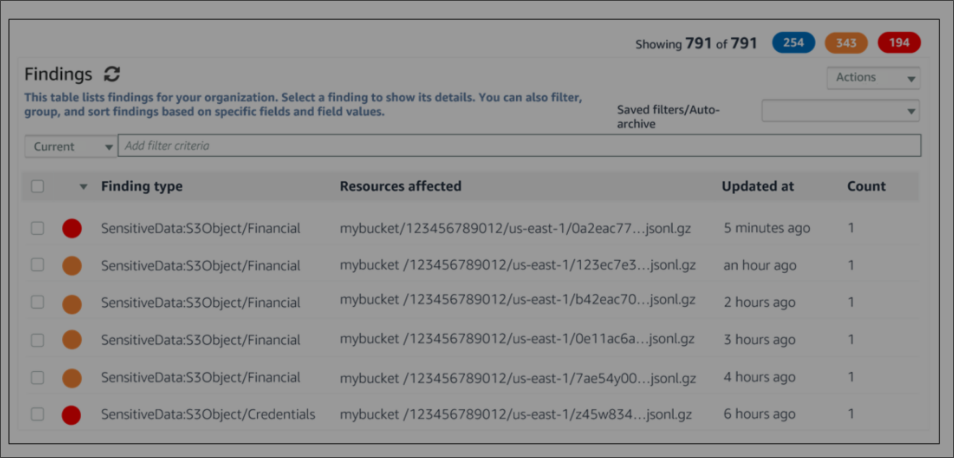 Showing 791 of 791 254 343 194
Findings
Actions
This table lists findings for your organization. Select a finding to show its details. You can also filter,
group, and sort findings based on specific fields and field values.
Saved filters/Auto-
archive
Current Add filter criteria
Finding type Resources affected Updated at Count
SensitiveData:S3Object/Financial mybucket/123456789012/us-east-1/0a2eac77...jsonl.gz 5 minutes ago 1
SensitiveData:S3Object/Financial mybucket /123456789012/us-east-1/123ec7e3...jsonl.gz an hour ago 1
SensitiveData:S3Object/Financial mybucket /123456789012/us-east-1/b42eac70...jsonl.gz 2 hours ago 1
SensitiveData:S3Object/Financial mybucket /123456789012/us-east-1/0e11ac6a...jsonl.gz 3 hours ago 1
SensitiveData:S3Object/Financial mybucket /123456789012/us-east-1/7ae54y00...jsonl.gz 4 hours ago 1
SensitiveData:S3Object/Credentials mybucket /123456789012/us-east-1/z45w834...jsonl.gz 6 hours ago 1